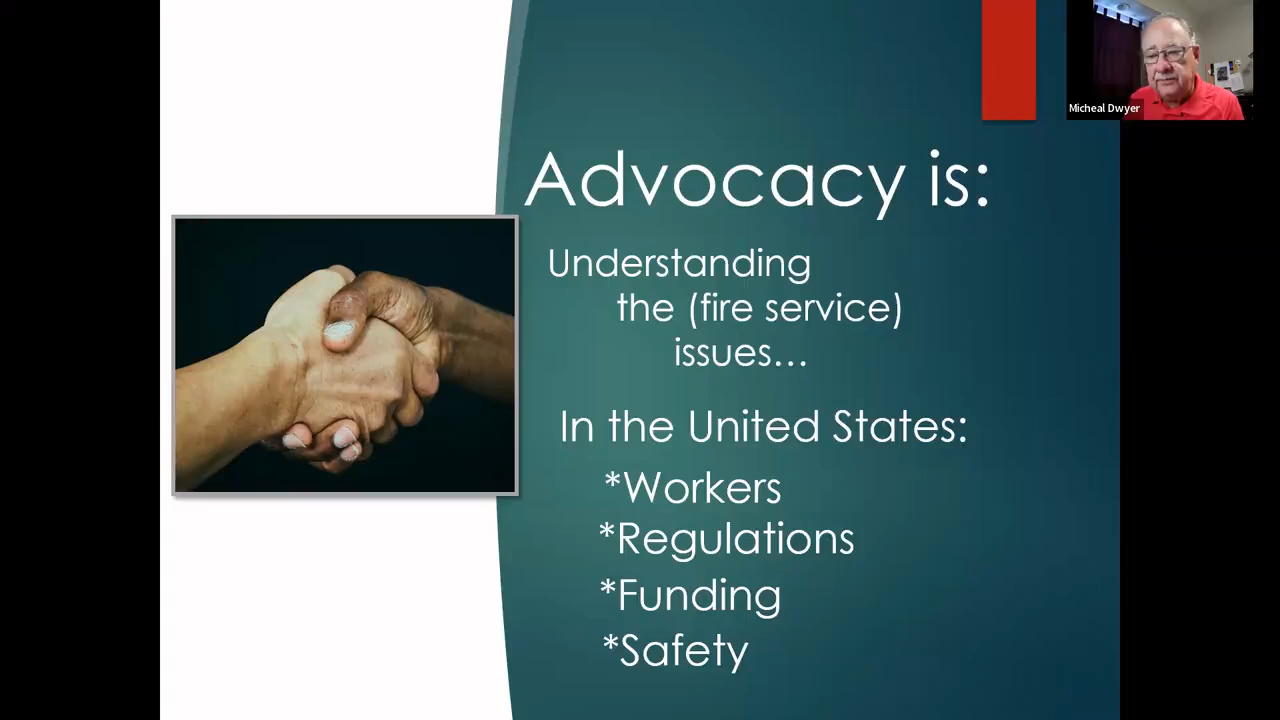 Micheal Dwyer
Advocacy is:
Understanding
the (fire service)
issues...
In the United States:
*Workers
*Regulations
*Funding
*Safety